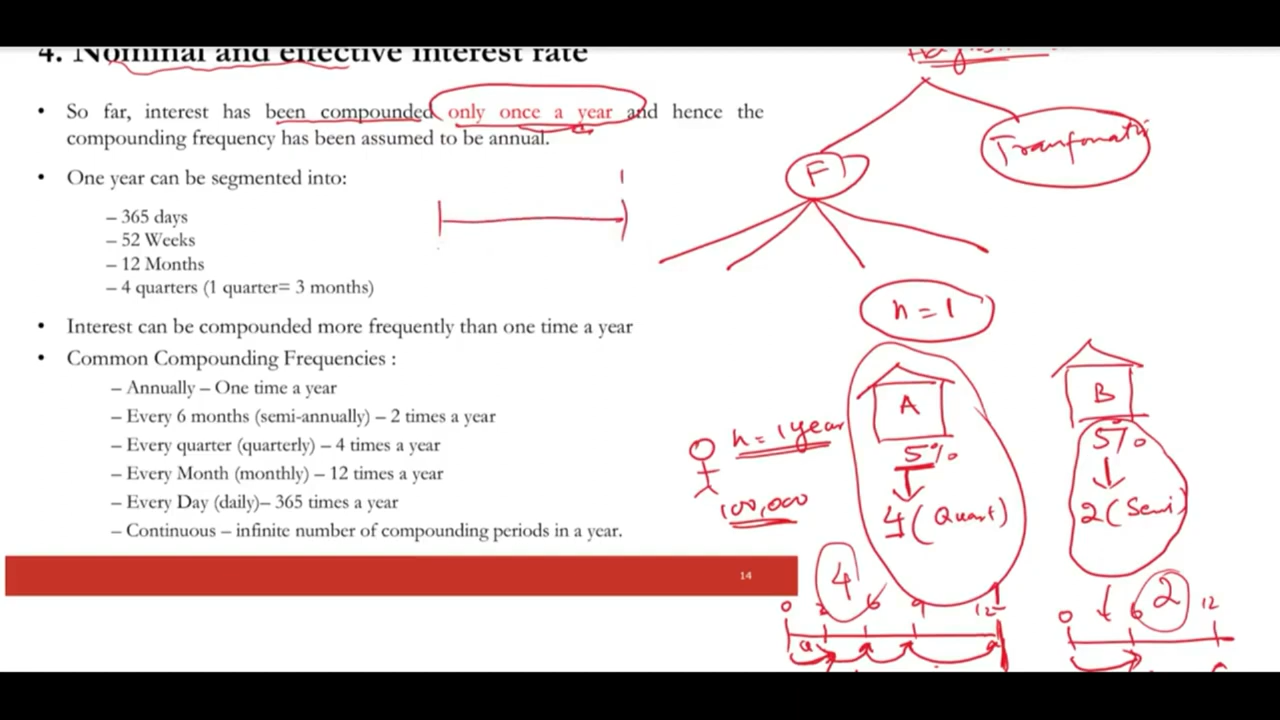 4. Nominal and effective interest rate
• So far, interest has been compounded only once a year and hence the
compounding frequency has been assumed to be annual.
• One year can be segmented into:
– 365 days
– 52 Weeks
– 12 Months
– 4 quarters (1 quarter= 3 months)
• Interest can be compounded more frequently than one time a year
• Common Compounding Frequencies :
– Annually – One time a year
– Every 6 months (semi-annually) – 2 times a year
– Every quarter (quarterly) – 4 times a year
– Every Month (monthly) – 12 times a year
– Every Day (daily)– 365 times a year
– Continuous – infinite number of compounding periods in a year.
14
1
F
n = 1
A
B
n = 1 year
5%
5%
100,000
4 (Quart)
2 (Semi)
4
2
0 6 9 12
0 6 12